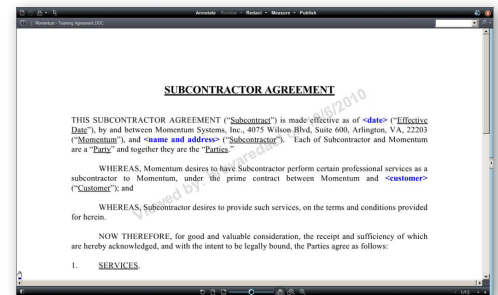 Annotate Review • Redact • Measure • Publish
Momentum - Teaming Agreement.DOC
SUBCONTRACTOR AGREEMENT
THIS SUBCONTRACTOR AGREEMENT (“Subcontract”) is made effective as of <date> (“Effective
Date”), by and between Momentum Systems, Inc., 4075 Wilson Blvd, Suite 600, Arlington, VA, 22203
(“Momentum”), and <name and address> (“Subcontractor”). Each of Subcontractor and Momentum
are a “Party” and together they are the “Parties.”
WHEREAS, Momentum desires to have Subcontractor perform certain professional services as a
subcontractor to Momentum, under the prime contract between Momentum and <customer>
(“Customer”); and
WHEREAS, Subcontractor desires to provide such services, on the terms and conditions provided
for herein.
NOW THEREFORE, for good and valuable consideration, the receipt and sufficiency of which
are hereby acknowledged, and with the intent to be legally bound, the Parties agree as follows:
1. SERVICES.
Viewed by:
1/13